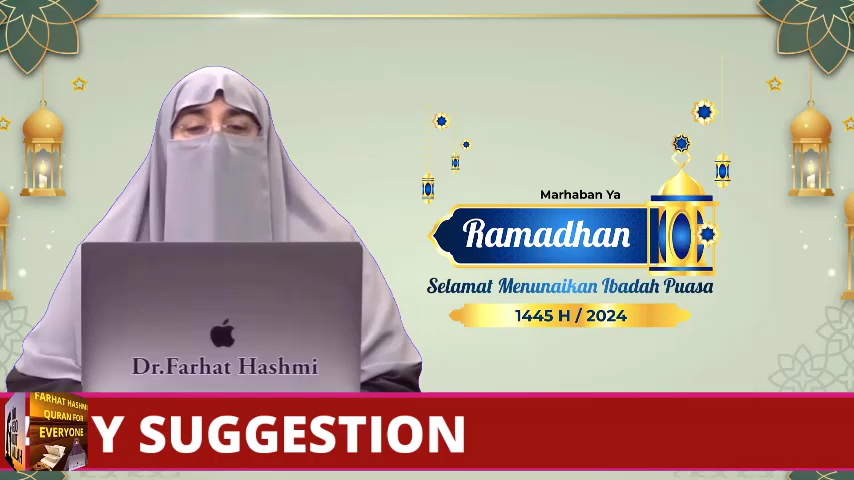 Marhaban Ya
Ramadhan
Selamat Menunaikan Ibadah Puasa
1445 H / 2024
Dr.Farhat Hashmi
FARHAT HASHMI
QURAN FOR
EVERYONE
Y SUGGESTION